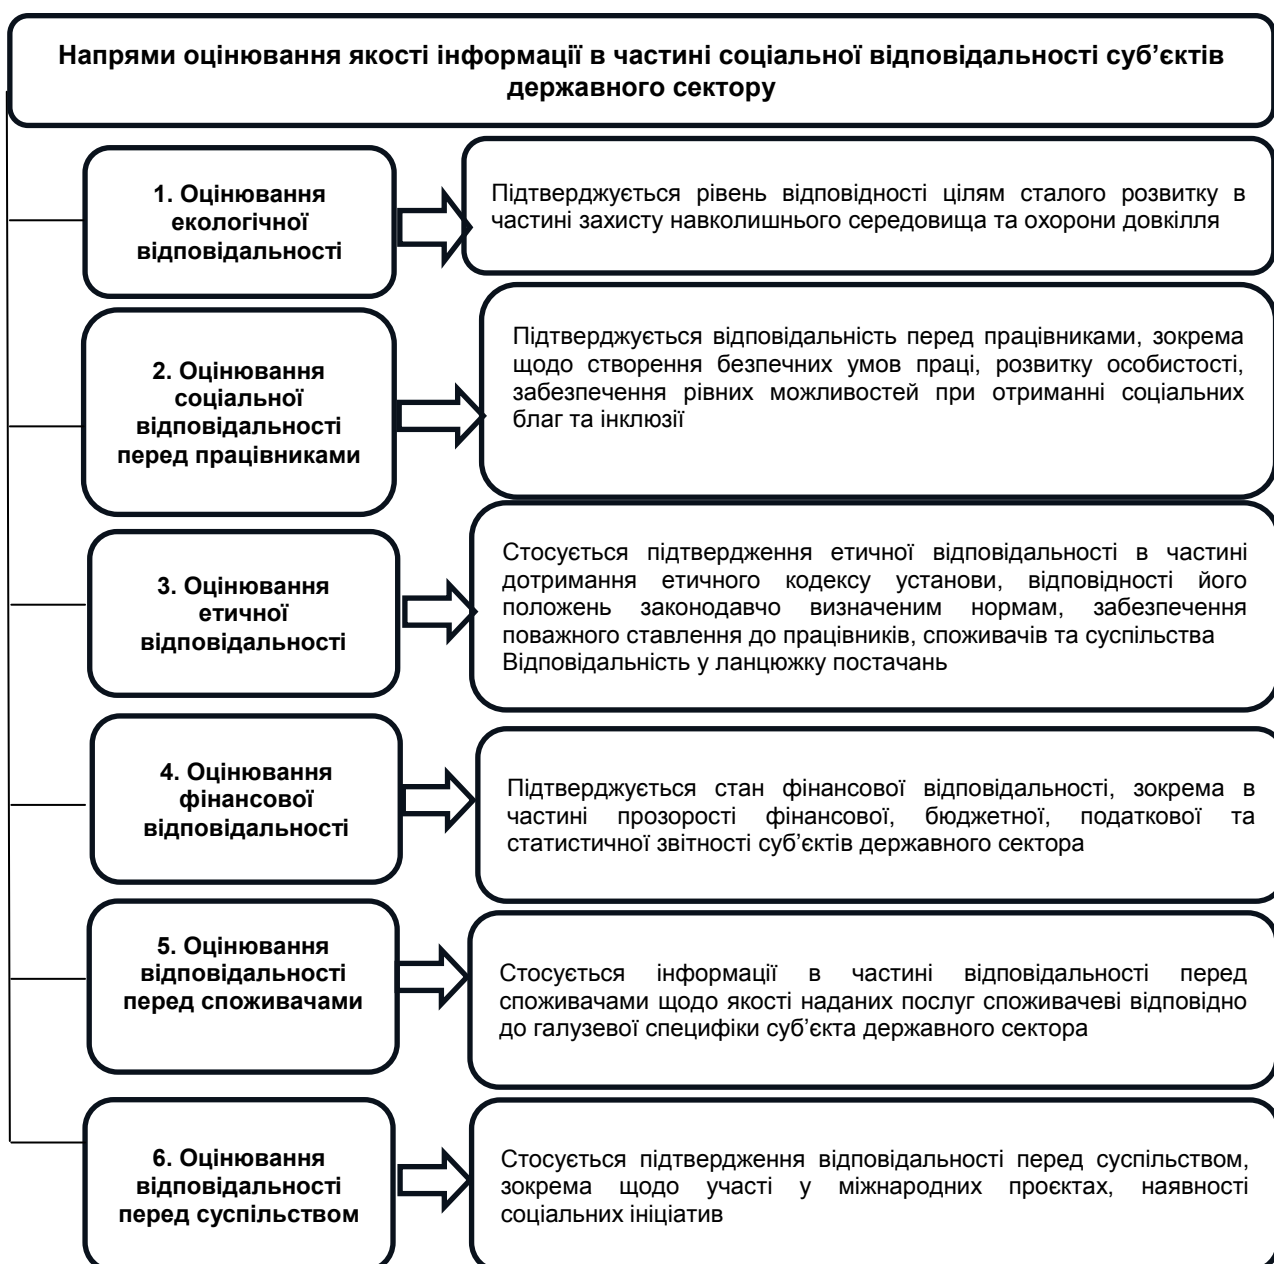 Напрями оцінювання якості інформації в частині соціальної відповідальності суб’єктів
державного сектору
1. Оцінювання
екологічної
відповідальності
Підтверджується рівень відповідності цілям сталого розвитку в
частині захисту навколишнього середовища та охорони довкілля
2. Оцінювання
соціальної
відповідальності
перед працівниками
Підтверджується відповідальність перед працівниками, зокрема
щодо створення безпечних умов праці, розвитку особистості,
забезпечення рівних можливостей при отриманні соціальних
благ та інклюзії
3. Оцінювання
етичної
відповідальності
Стосується підтвердження етичної відповідальності в частині
дотримання етичного кодексу установи, відповідності його
положень законодавчо визначеним нормам, забезпечення
поважного ставлення до працівників, споживачів та суспільства
Відповідальність у ланцюжку постачань
4. Оцінювання
фінансової
відповідальності
Підтверджується стан фінансової відповідальності, зокрема в
частині прозорості фінансової, бюджетної, податкової та
статистичної звітності суб’єктів державного сектора
5. Оцінювання
відповідальності
перед споживачами
Стосується інформації в частині відповідальності перед
споживачами щодо якості наданих послуг споживачеві відповідно
до галузевої специфіки суб’єкта державного сектора
6. Оцінювання
відповідальності
перед суспільством
Стосується підтвердження відповідальності перед суспільством,
зокрема щодо участі у міжнародних проєктах, наявності
соціальних ініціатив